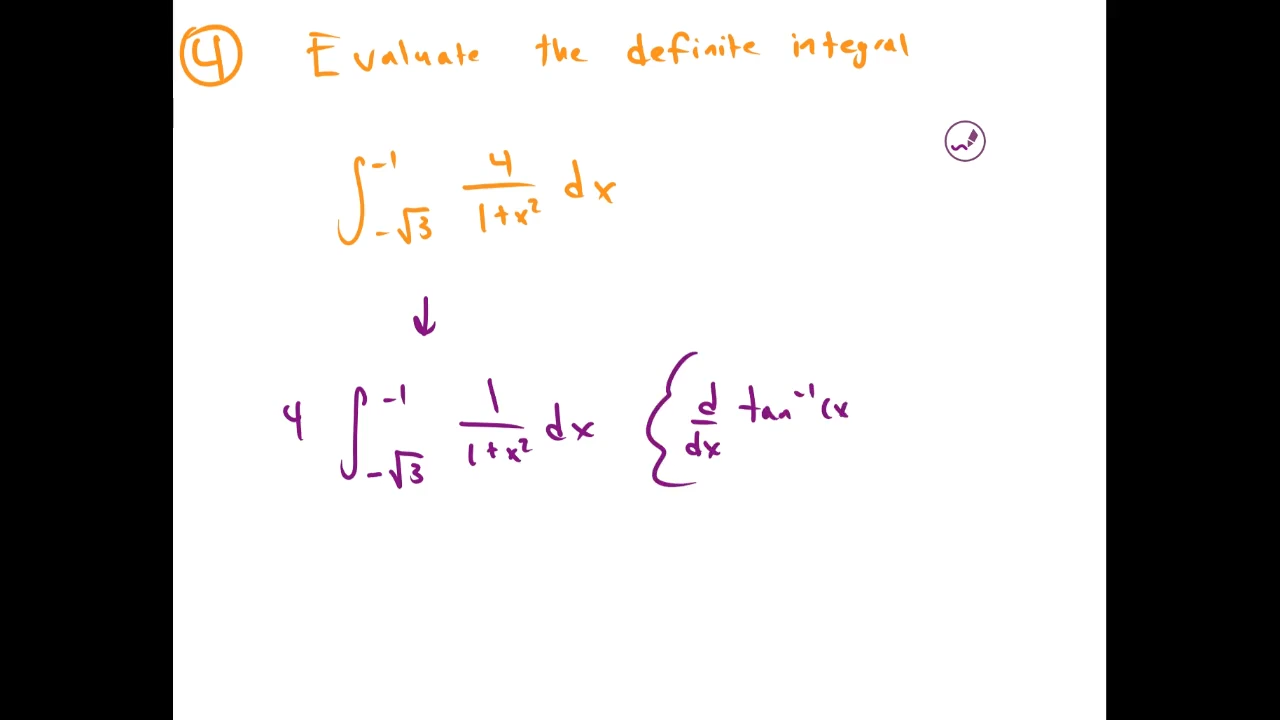 ④ Evaluate the definite integral
∫_{-√3}^{-1} 4/(1+x²) dx
↓
4 ∫_{-√3}^{-1} 1/(1+x²) dx { d/dx tan⁻¹(x